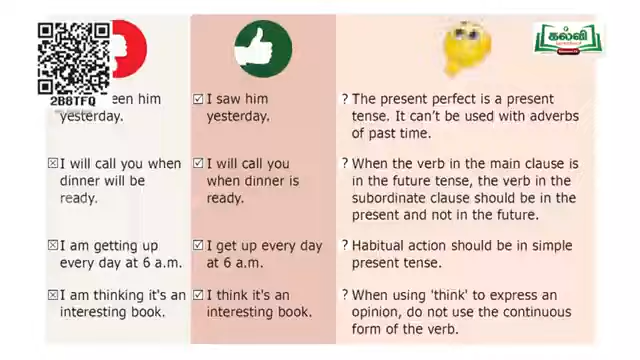 கல்வி
2B8TFQ
een him
yesterday.
I saw him
yesterday.
? The present perfect is a present
tense. It can't be used with adverbs
of past time.
I will call you when
dinner will be
ready.
I will call you
when dinner is
ready.
? When the verb in the main clause is
in the future tense, the verb in the
subordinate clause should be in the
present and not in the future.
I am getting up
every day at 6 a.m.
I get up every day
at 6 a.m.
? Habitual action should be in simple
present tense.
I am thinking it's an
interesting book.
I think it's an
interesting book.
? When using 'think' to express an
opinion, do not use the continuous
form of the verb.